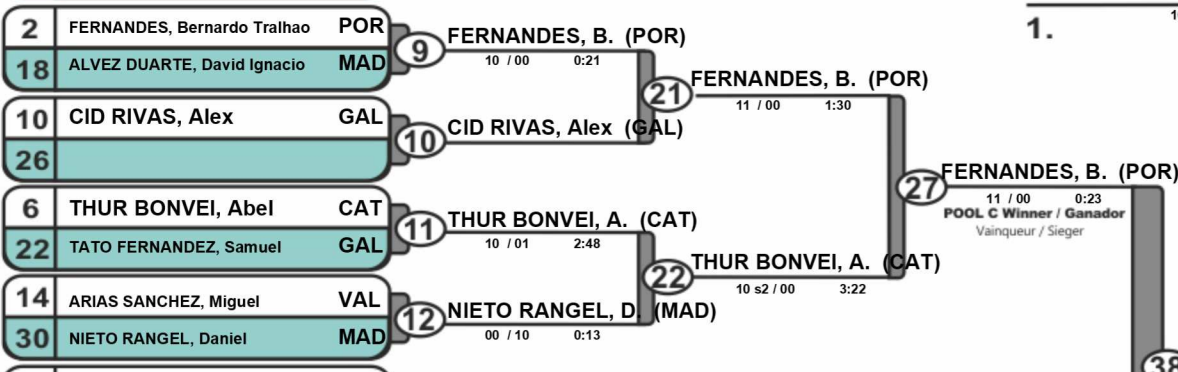 2 FERNANDES, Bernardo Tralhao POR
18 ALVEZ DUARTE, David Ignacio MAD
9 FERNANDES, B. (POR)
10 / 00 0:21
10 CID RIVAS, Alex GAL
26
10 CID RIVAS, Alex (GAL)
21 FERNANDES, B. (POR)
11 / 00 1:30
6 THUR BONVEI, Abel CAT
22 TATO FERNANDEZ, Samuel GAL
11 THUR BONVEI, A. (CAT)
10 / 01 2:48
14 ARIAS SANCHEZ, Miguel VAL
30 NIETO RANGEL, Daniel MAD
12 NIETO RANGEL, D. (MAD)
00 / 10 0:13
22 THUR BONVEI, A. (CAT)
10 s2 / 00 3:22
27 FERNANDES, B. (POR)
11 / 00 0:23
POOL C Winner / Ganador
Vainqueur / Sieger
1.
38